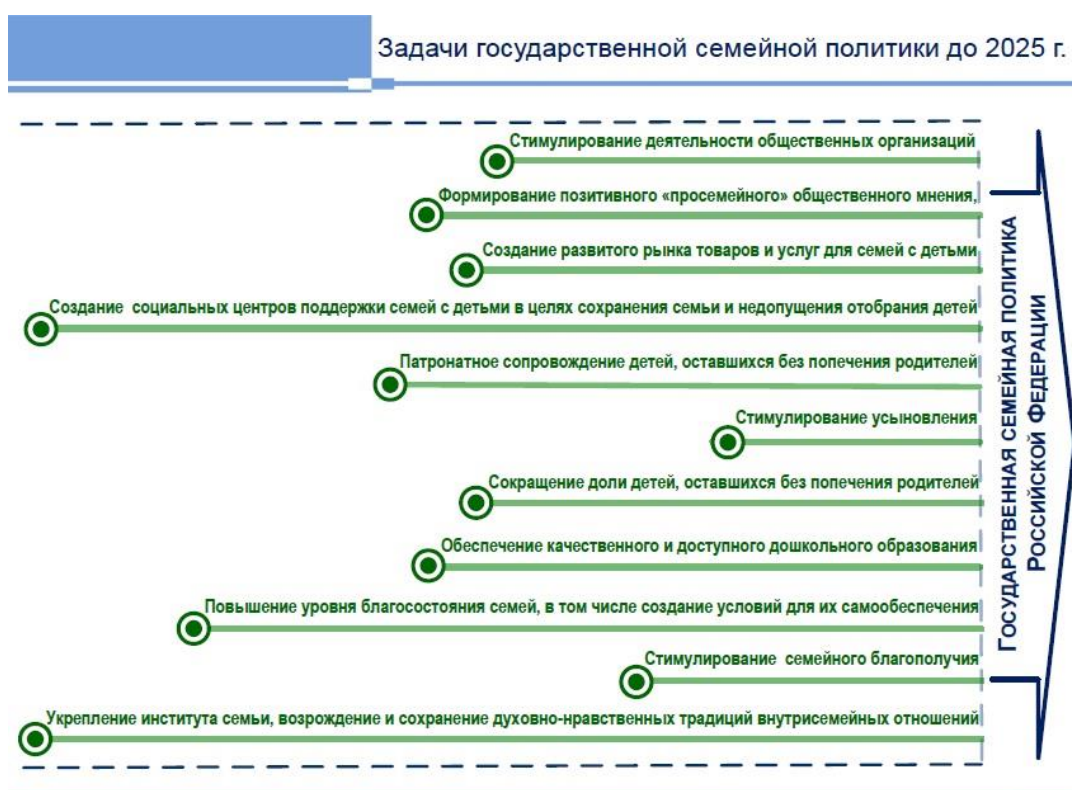 Задачи государственной семейной политики до 2025 г.
Стимулирование деятельности общественных организаций
Формирование позитивного «просемейного» общественного мнения,
Создание развитого рынка товаров и услуг для семей с детьми
Создание социальных центров поддержки семей с детьми в целях сохранения семьи и недопущения отобрания детей
Патронатное сопровождение детей, оставшихся без попечения родителей
Стимулирование усыновления
Сокращение доли детей, оставшихся без попечения родителей
Обеспечение качественного и доступного дошкольного образования
Повышение уровня благосостояния семей, в том числе создание условий для их самообеспечения
Стимулирование семейного благополучия
Укрепление института семьи, возрождение и сохранение духовно-нравственных традиций внутрисемейных отношений
ГОСУДАРСТВЕННАЯ СЕМЕЙНАЯ ПОЛИТИКА
РОССИЙСКОЙ ФЕДЕРАЦИИ